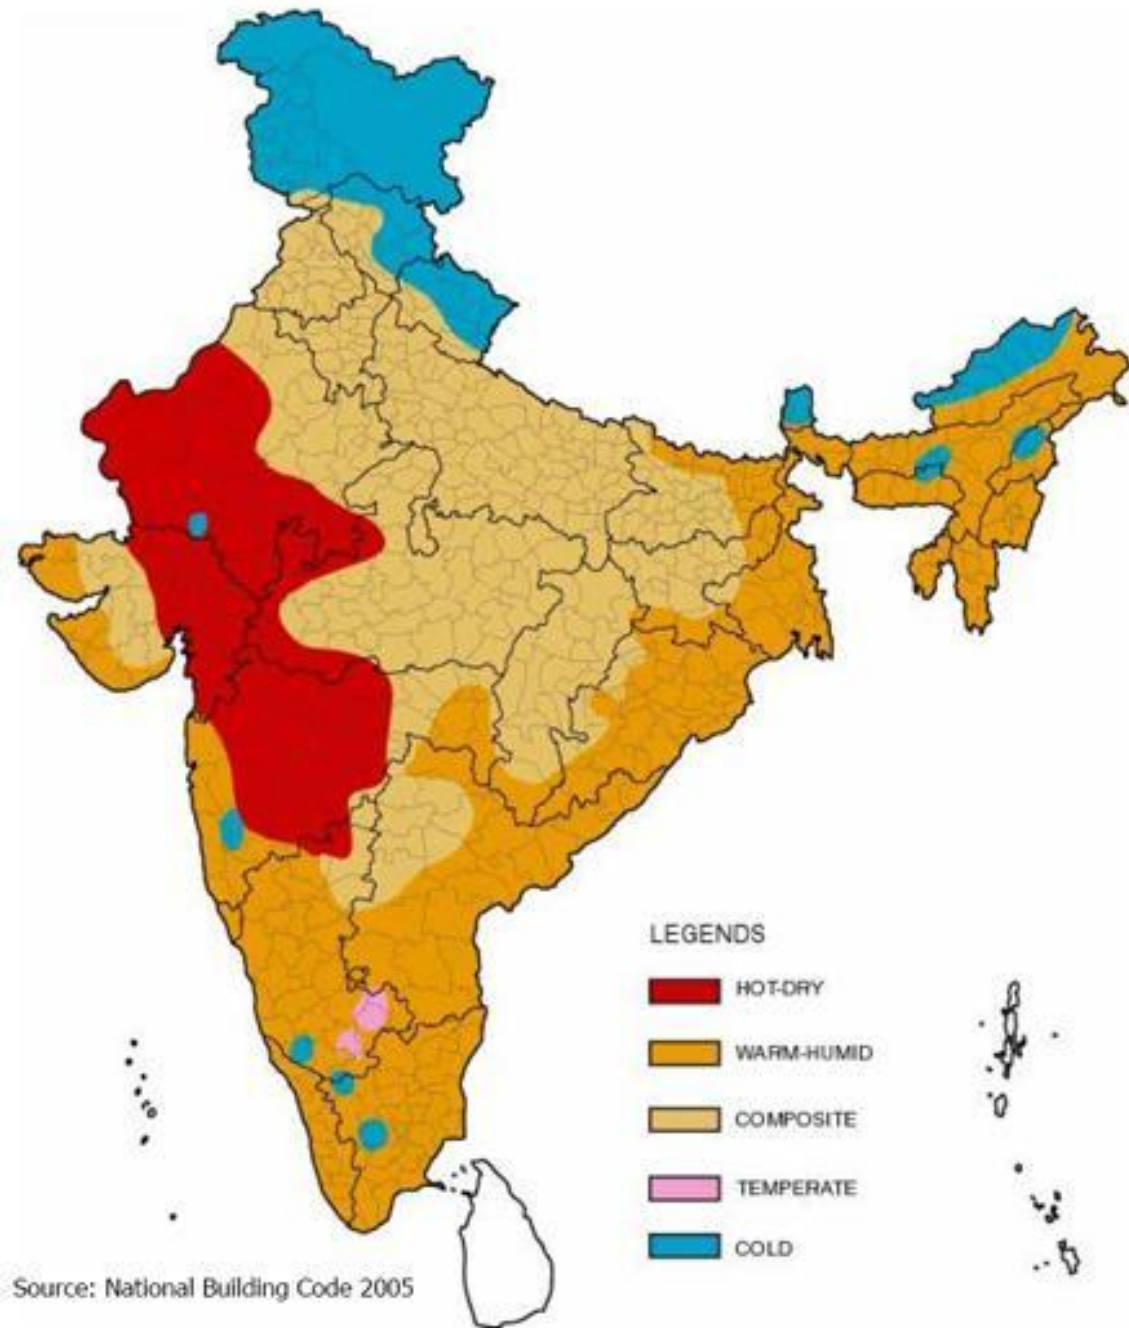 LEGENDS
HOT-DRY
WARM-HUMID
COMPOSITE
TEMPERATE
COLD
Source: National Building Code 2005